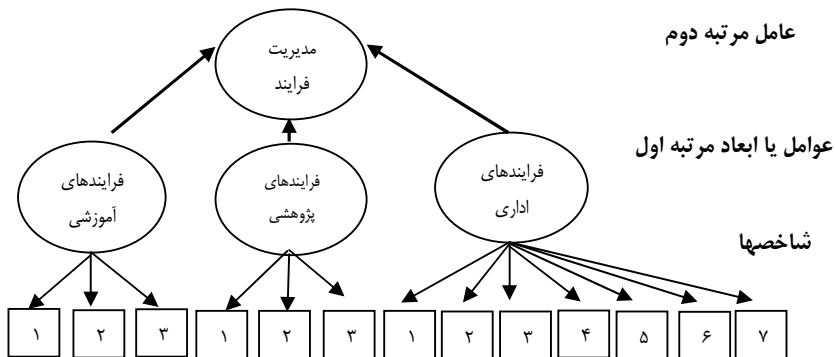 عامل مرتبه دوم
مدیریت
فرایند
عوامل یا ابعاد مرتبه اول
فرایندهای
اداری
فرایندهای
پژوهشی
فرایندهای
آموزشی
شاخصها
۱ ۲ ۳ ۱ ۲ ۳ ۱ ۲ ۳ ۴ ۵ ۶ ۷